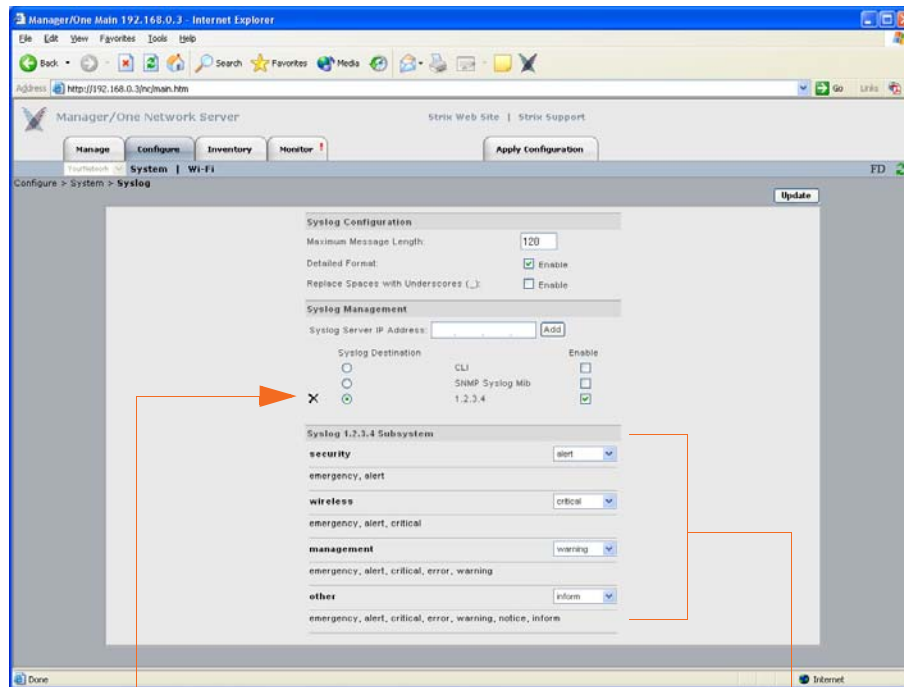 Manager/One Main 192.168.0.3 - Internet Explorer
File Edit View Favorites Tools Help
Back Search Favorites Media
Address http://192.168.0.3/nc/main.htm Go Links
Manager/One Network Server Strix Web Site | Strix Support
Manage Configure Inventory Monitor ! Apply Configuration
YourNetwork System | Wi-Fi FD
Configure > System > Syslog
Update
Syslog Configuration
Maximum Message Length: 120
Detailed Format: Enable
Replace Spaces with Underscores (_): Enable
Syslog Management
Syslog Server IP Address: . . . Add
Syslog Destination Enable
CLI
SNMP Syslog Mib
1.2.3.4
Syslog 1.2.3.4 Subsystem
security alert
emergency, alert
wireless critical
emergency, alert, critical
management warning
emergency, alert, critical, error, warning
other inform
emergency, alert, critical, error, warning, notice, inform
Done Internet